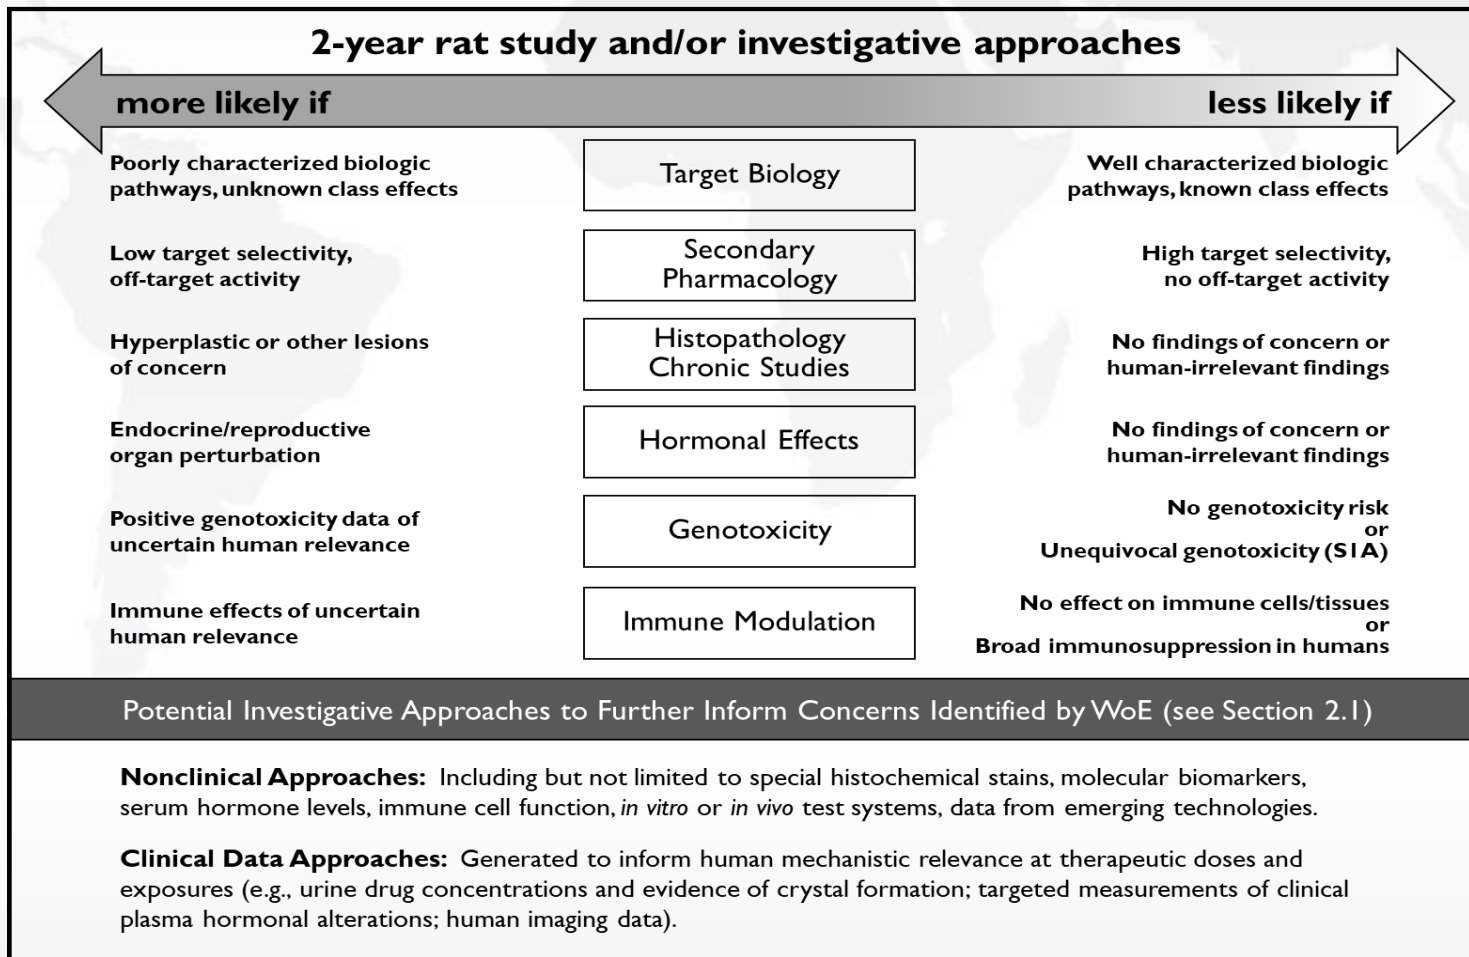 2-year rat study and/or investigative approaches
more likely if
less likely if
Poorly characterized biologic
pathways, unknown class effects
Target Biology
Well characterized biologic
pathways, known class effects
Low target selectivity,
off-target activity
Secondary
Pharmacology
High target selectivity,
no off-target activity
Hyperplastic or other lesions
of concern
Histopathology
Chronic Studies
No findings of concern or
human-irrelevant findings
Endocrine/reproductive
organ perturbation
Hormonal Effects
No findings of concern or
human-irrelevant findings
Positive genotoxicity data of
uncertain human relevance
Genotoxicity
No genotoxicity risk
or
Unequivocal genotoxicity (S1A)
Immune effects of uncertain
human relevance
Immune Modulation
No effect on immune cells/tissues
or
Broad immunosuppression in humans
Potential Investigative Approaches to Further Inform Concerns Identified by WoE (see Section 2.1)
Nonclinical Approaches: Including but not limited to special histochemical stains, molecular biomarkers,
serum hormone levels, immune cell function, in vitro or in vivo test systems, data from emerging technologies.
Clinical Data Approaches: Generated to inform human mechanistic relevance at therapeutic doses and
exposures (e.g., urine drug concentrations and evidence of crystal formation; targeted measurements of clinical
plasma hormonal alterations; human imaging data).